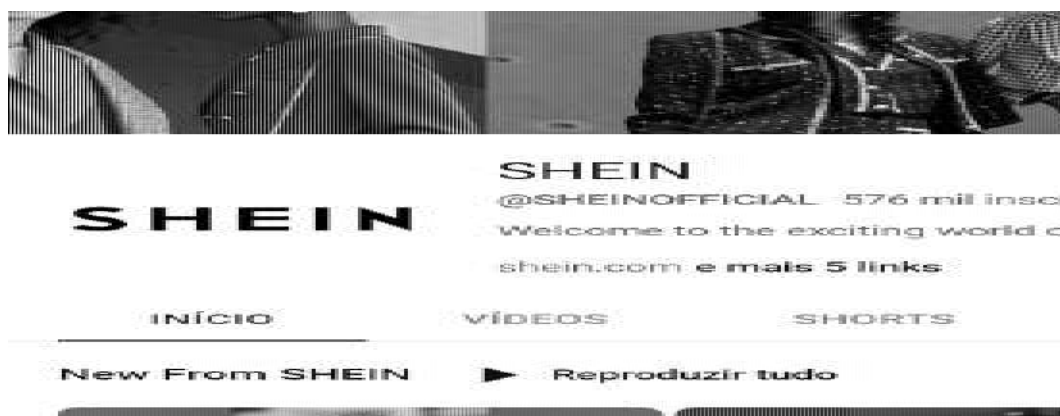 SHEIN
SHEIN
@SHEINOFFICIAL 576 mil
Welcome to the exciting world
shein.com e mais 5 links
INÍCIO VÍDEOS SHORTS
New From SHEIN ▶ Reproduzir tudo